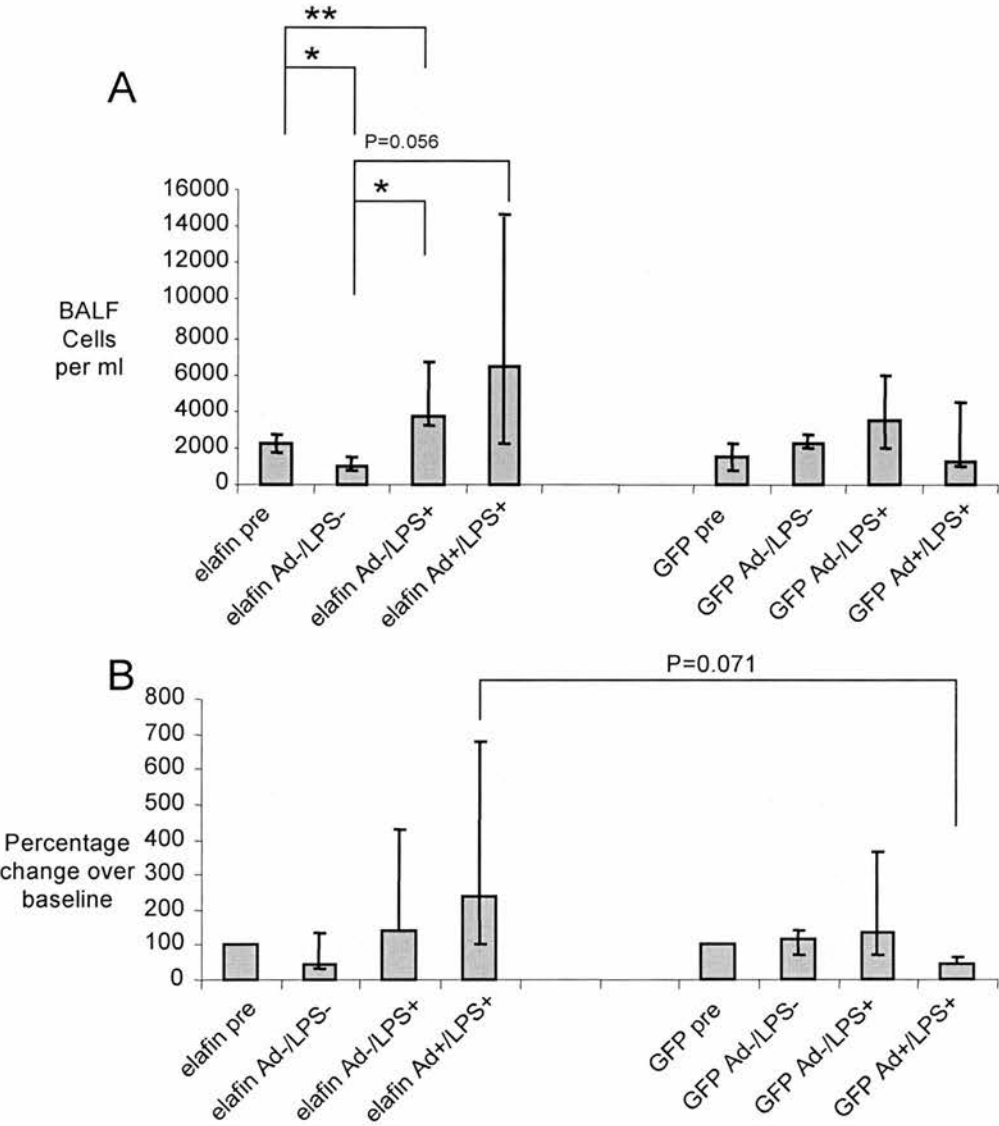 **
*
A
P=0.056
*
16000
14000
12000
10000
8000
6000
4000
2000
0
BALF
Cells
per ml
elafin pre
elafin Ad-/LPS-
elafin Ad-/LPS+
elafin Ad+/LPS+
GFP pre
GFP Ad-/LPS-
GFP Ad-/LPS+
GFP Ad+/LPS+
B
P=0.071
800
700
600
500
400
300
200
100
0
Percentage
change over
baseline
elafin pre
elafin Ad-/LPS-
elafin Ad-/LPS+
elafin Ad+/LPS+
GFP pre
GFP Ad-/LPS-
GFP Ad-/LPS+
GFP Ad+/LPS+